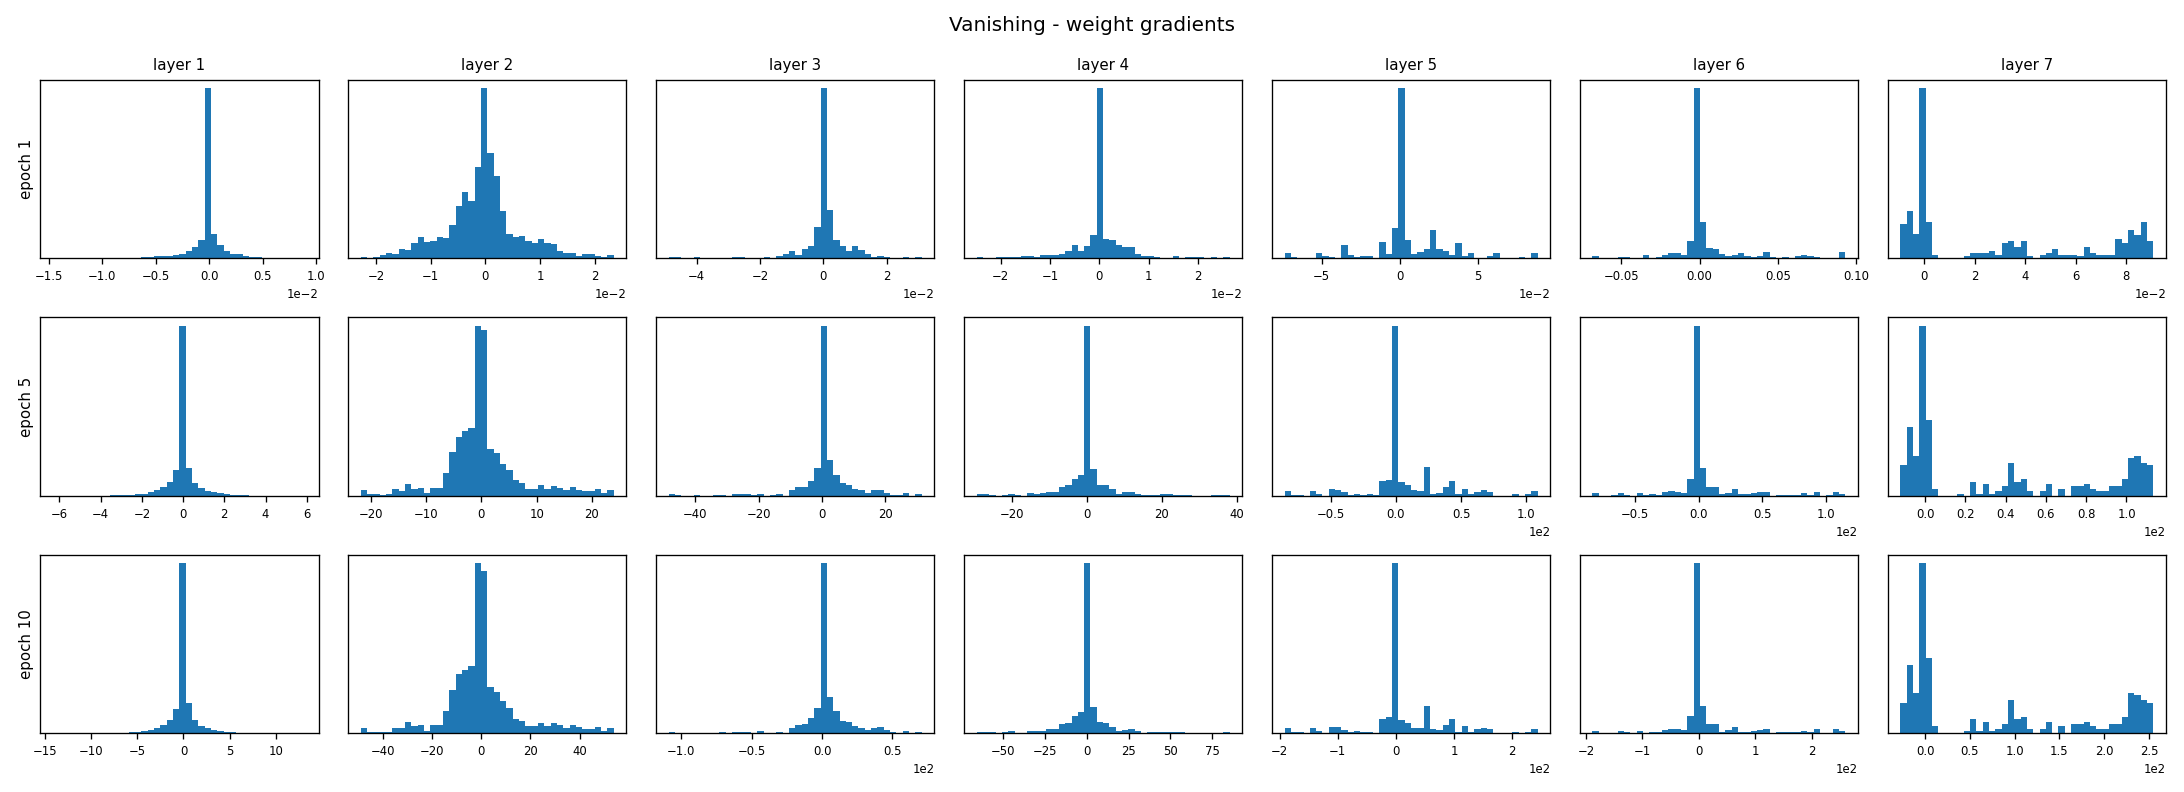 Vanishing - weight gradients
layer 1 layer 2 layer 3 layer 4 layer 5 layer 6 layer 7
epoch 1
−1.5 −1.0 −0.5 0.0 0.5 1.0 −2 −1 0 1 2 −4 −2 0 2 −2 −1 0 1 2 −5 0 5 −0.05 0.00 0.05 0.10 0 2 4 6 8
1e−2 1e−2 1e−2 1e−2 1e−2 1e−2
epoch 5
−6 −4 −2 0 2 4 6 −20 −10 0 10 20 −40 −20 0 20 −20 0 20 40 −0.5 0.0 0.5 1.0 −0.5 0.0 0.5 1.0 0.0 0.2 0.4 0.6 0.8 1.0
1e2 1e2 1e2
epoch 10
−15 −10 −5 0 5 10 −40 −20 0 20 40 −1.0 −0.5 0.0 0.5 −50 −25 0 25 50 75 −2 −1 0 1 2 −2 −1 0 1 2 0.0 0.5 1.0 1.5 2.0 2.5
1e2 1e2 1e2 1e2